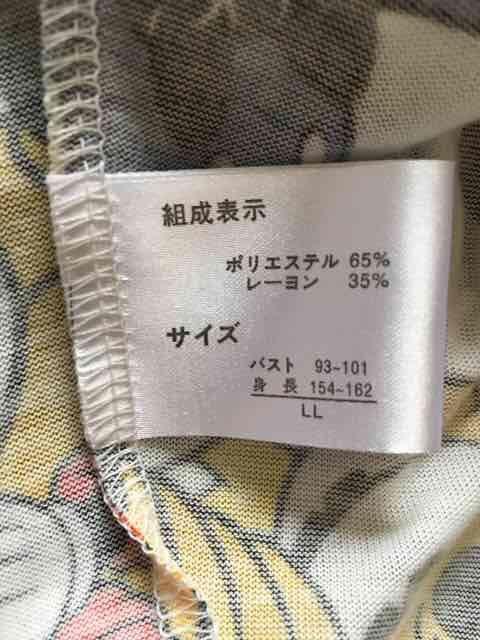 組成表示
ポリエステル 65%
レーヨン 35%
サイズ
バスト 93~101
身長 154~162
LL